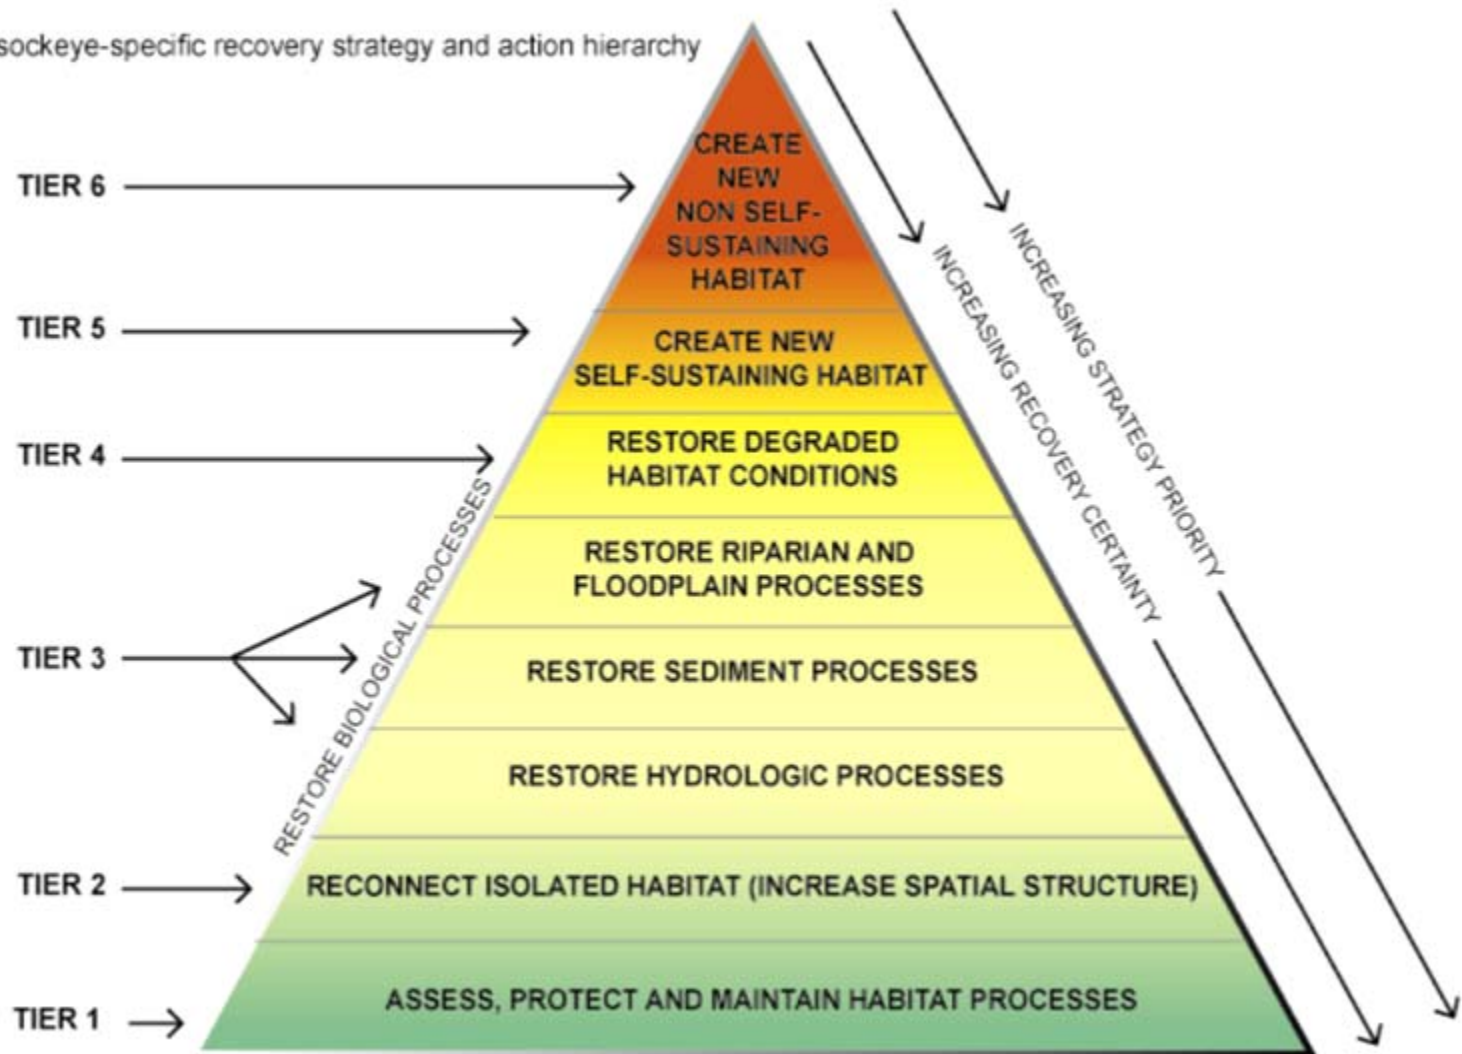 sockeye-specific recovery strategy and action hierarchy
TIER 6
CREATE
NEW
NON SELF-
SUSTAINING
HABITAT
TIER 5
CREATE NEW
SELF-SUSTAINING HABITAT
TIER 4
RESTORE DEGRADED
HABITAT CONDITIONS
RESTORE RIPARIAN AND
FLOODPLAIN PROCESSES
TIER 3
RESTORE SEDIMENT PROCESSES
RESTORE HYDROLOGIC PROCESSES
RESTORE BIOLOGICAL PROCESSES
TIER 2
RECONNECT ISOLATED HABITAT (INCREASE SPATIAL STRUCTURE)
TIER 1
ASSESS, PROTECT AND MAINTAIN HABITAT PROCESSES
INCREASING RECOVERY CERTAINTY
INCREASING STRATEGY PRIORITY